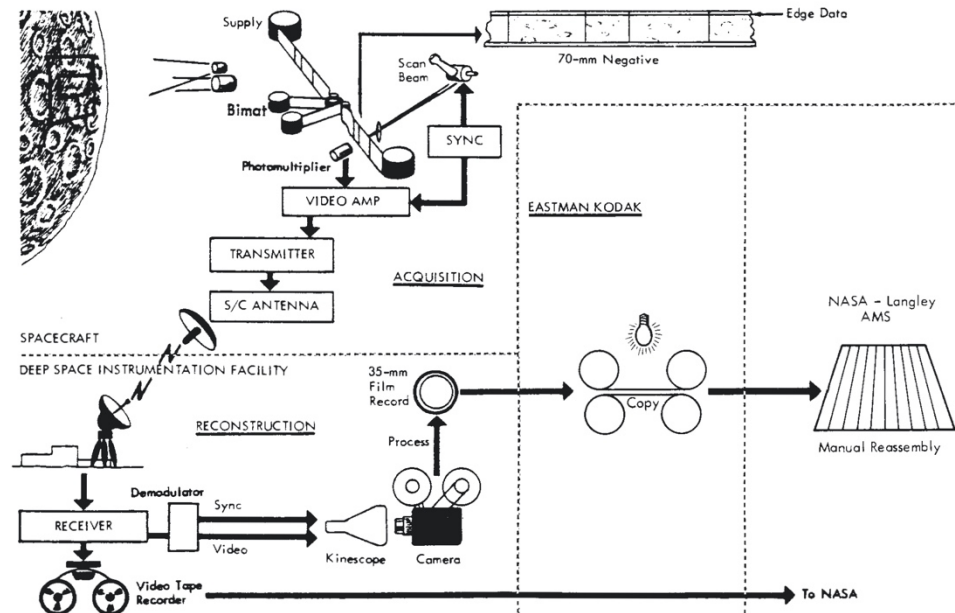 Supply
Edge Data
70-mm Negative
Scan
Beam
Bimat
SYNC
Photomultiplier
VIDEO AMP
EASTMAN KODAK
TRANSMITTER
ACQUISITION
S/C ANTENNA
NASA - Langley
AMS
SPACECRAFT
DEEP SPACE INSTRUMENTATION FACILITY
35-mm
Film
Record
Copy
RECONSTRUCTION
Process
Manual Reassembly
Demodulator
Sync
RECEIVER
Video
Kinescope
Camera
Video Tape
Recorder
To NASA